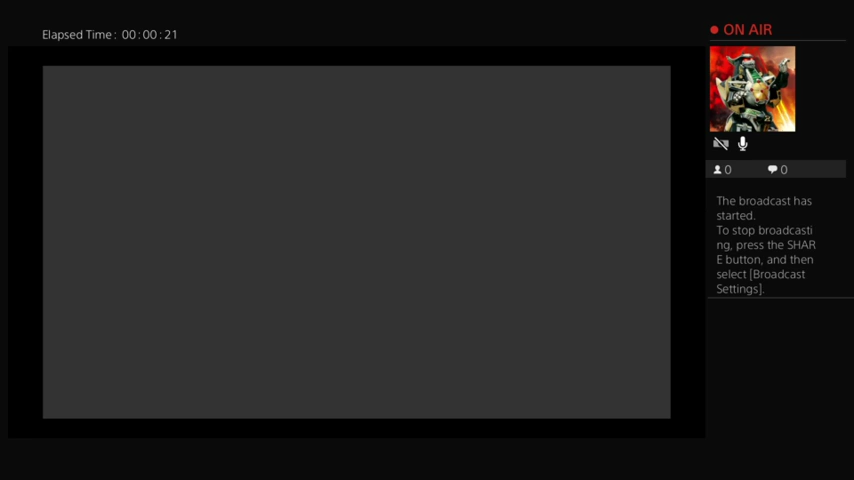 Elapsed Time: 00:00:21
ON AIR
0 0
The broadcast has
started.
To stop broadcasti
ng, press the SHAR
E button, and then
select [Broadcast
Settings].